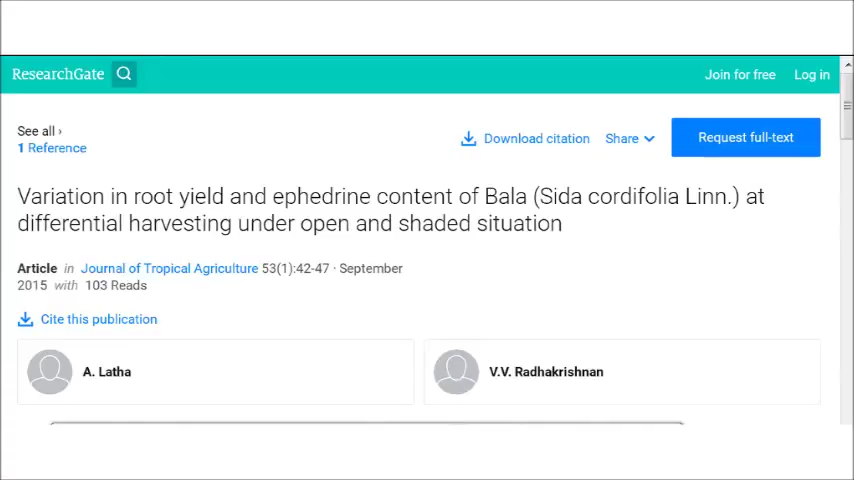 ResearchGate
Join for free Log in
See all ›
1 Reference
Download citation Share Request full-text
Variation in root yield and ephedrine content of Bala (Sida cordifolia Linn.) at
differential harvesting under open and shaded situation
Article in Journal of Tropical Agriculture 53(1):42-47 · September
2015 with 103 Reads
Cite this publication
A. Latha
V.V. Radhakrishnan